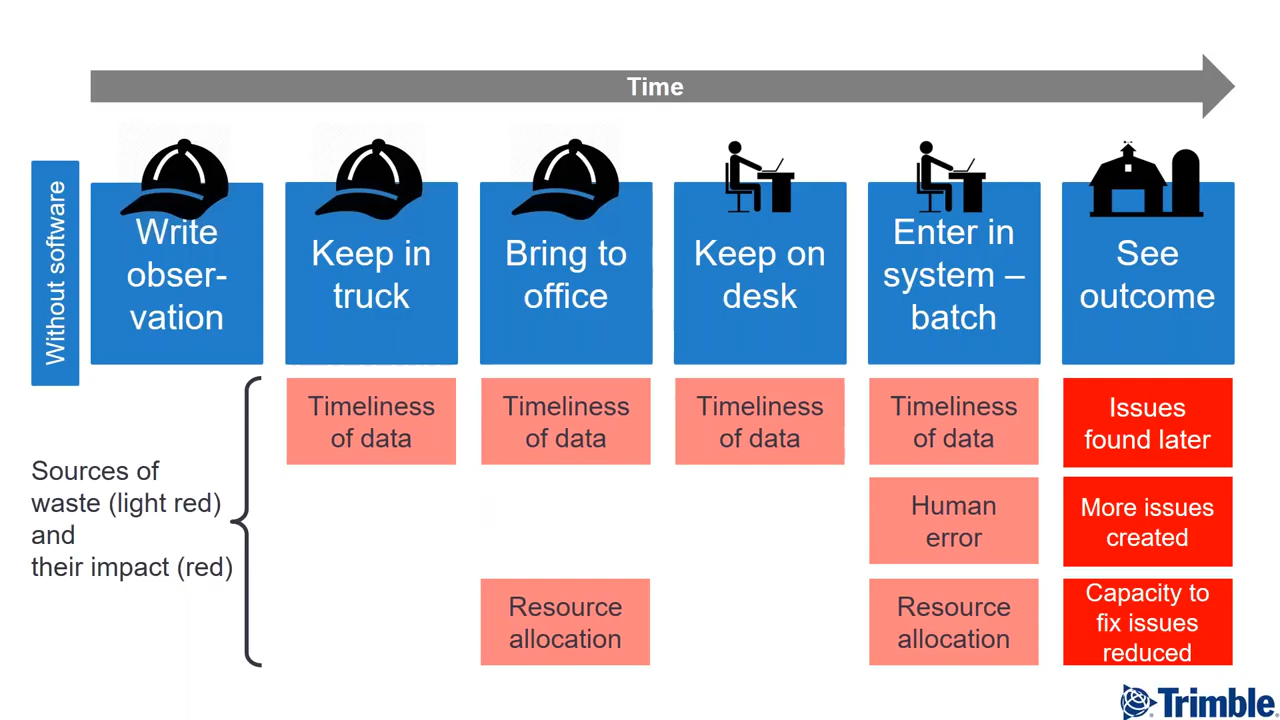 Time
Without software
Write
obser-
vation
Keep in
truck
Bring to
office
Keep on
desk
Enter in
system –
batch
See
outcome
Sources of
waste (light red)
and
their impact (red)
Timeliness
of data
Timeliness
of data
Timeliness
of data
Timeliness
of data
Issues
found later
Human
error
More issues
created
Resource
allocation
Resource
allocation
Capacity to
fix issues
reduced
Trimble